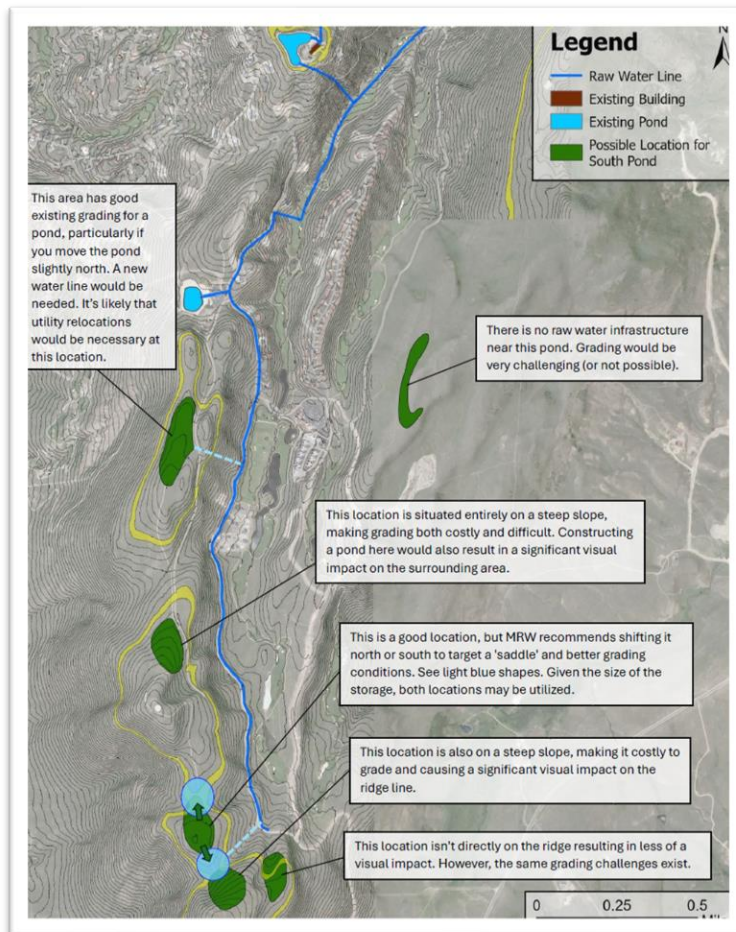 N
Legend
Raw Water Line
Existing Building
Existing Pond
Possible Location for
South Pond
This area has good
existing grading for a
pond, particularly if
you move the pond
slightly north. A new
water line would be
needed. It's likely that
utility relocations
would be necessary at
this location.
There is no raw water infrastructure
near this pond. Grading would be
very challenging (or not possible).
This location is situated entirely on a steep slope,
making grading both costly and difficult. Constructing
a pond here would also result in a significant visual
impact on the surrounding area.
This is a good location, but MRW recommends shifting it
north or south to target a 'saddle' and better grading
conditions. See light blue shapes. Given the size of the
storage, both locations may be utilized.
This location is also on a steep slope, making it costly to
grade and causing a significant visual impact on the
ridge line.
This location isn't directly on the ridge resulting in less of a
visual impact. However, the same grading challenges exist.
0 0.25 0.5